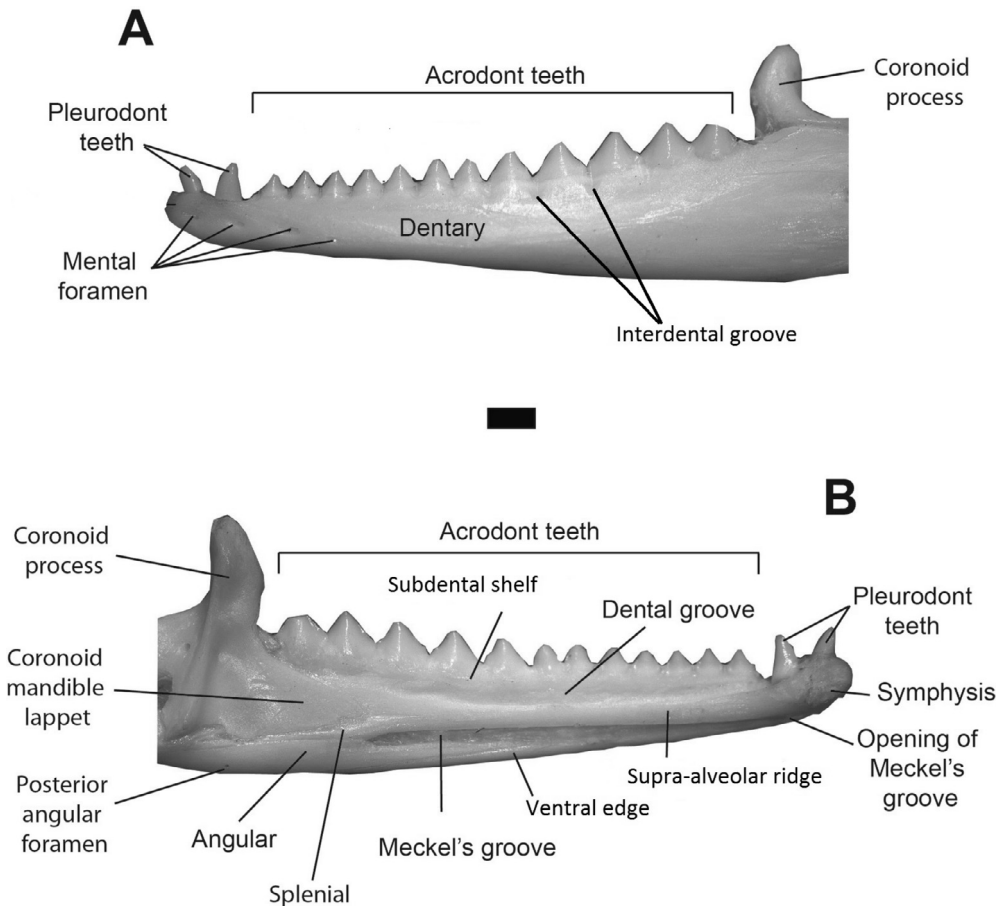 A
Acrodont teeth
Coronoid
process
Pleurodont
teeth
Dentary
Mental
foramen
Interdental groove
B
Coronoid
process
Acrodont teeth
Subdental shelf
Dental groove
Pleurodont
teeth
Coronoid
mandible
lappet
Symphysis
Opening of
Meckel's
groove
Supra-alveolar ridge
Posterior
angular
foramen
Ventral edge
Angular
Meckel's groove
Splenial